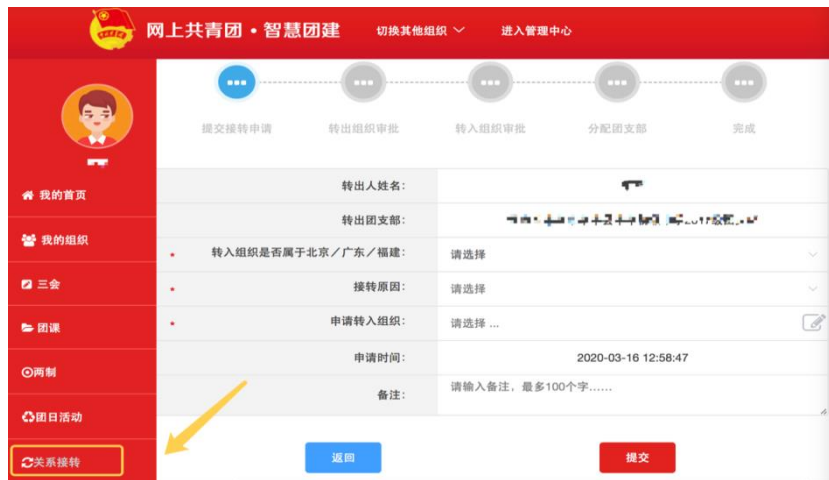 网上共青团·智慧团建 切换其他组织 进入管理中心
提交接转申请 转出组织审批 转入组织审批 分配团支部 完成
我的首页
我的组织
三会
团课
两制
团日活动
关系接转
转出人姓名:
转出团支部:
* 转入组织是否属于北京/广东/福建: 请选择
* 接转原因: 请选择
* 申请转入组织: 请选择 ...
申请时间: 2020-03-16 12:58:47
备注: 请输入备注，最多100个字……
返回 提交